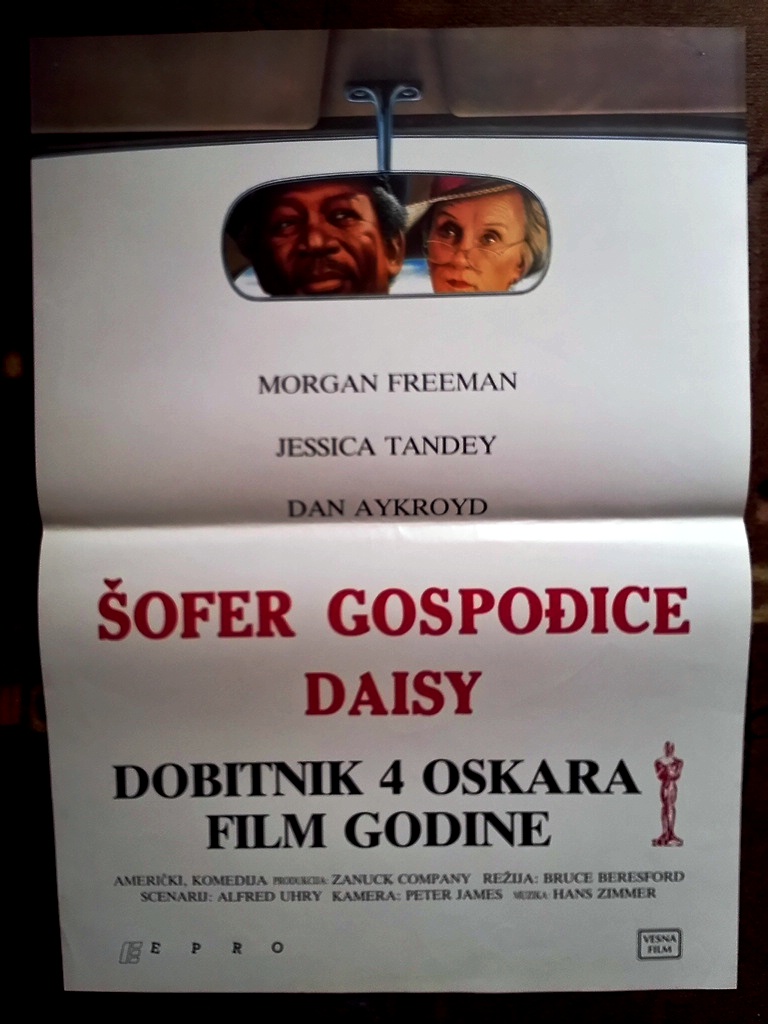 MORGAN FREEMAN
JESSICA TANDEY
DAN AYKROYD
ŠOFER GOSPOĐICE
DAISY
DOBITNIK 4 OSKARA
FILM GODINE
AMERIČKI, KOMEDIJA PRODUKCIJA: ZANUCK COMPANY REŽIJA: BRUCE BERESFORD
SCENARIJ: ALFRED UHRY KAMERA: PETER JAMES MUZIKA: HANS ZIMMER
E P R O
VESNA
FILM